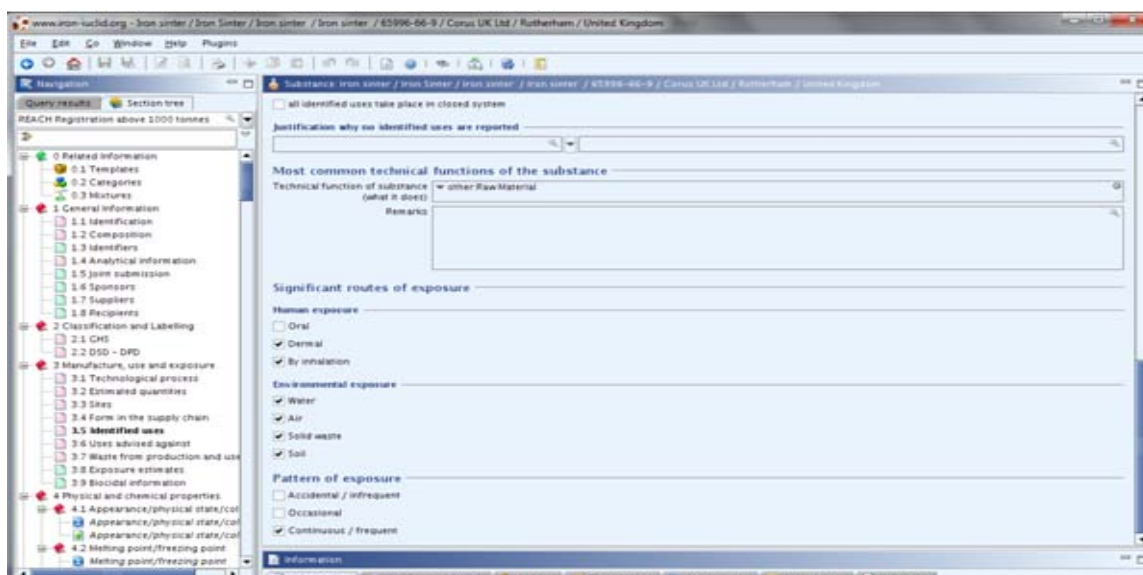 www.iron-iuclid.org - Iron sinter / Iron Sinter / Iron sinter / Iron sinter / 65996-66-9 / Corus UK Ltd / Rotherham / United Kingdom
File Edit Go Window Help Plugins
Navigation
Query results Section tree
REACH Registration above 1000 tonnes
0 Related Information
0.1 Templates
0.2 Categories
0.3 Mixtures
1 General Information
1.1 Identification
1.2 Composition
1.3 Identifiers
1.4 Analytical information
1.5 Joint submission
1.6 Sponsors
1.7 Suppliers
1.8 Recipients
2 Classification and Labelling
2.1 GHS
2.2 DSD - DPD
3 Manufacture, use and exposure
3.1 Technological process
3.2 Estimated quantities
3.3 Sites
3.4 Form in the supply chain
3.5 Identified uses
3.6 Uses advised against
3.7 Waste from production and use
3.8 Exposure estimates
3.9 Biocidal information
4 Physical and chemical properties
4.1 Appearance/physical state/col
Appearance/physical state/col
Appearance/physical state/col
4.2 Melting point/freezing point
Melting point/freezing point
Substance: Iron sinter / Iron Sinter / Iron sinter / Iron sinter / 65996-66-9 / Corus UK Ltd / Rotherham / United Kingdom
all identified uses take place in closed system
Justification why no identified uses are reported
Most common technical functions of the substance
Technical function of substance other:Raw Material
(what it does)
Remarks
Significant routes of exposure
Human exposure
Oral
Dermal
By inhalation
Environmental exposure
Water
Air
Solid waste
Soil
Pattern of exposure
Accidental / infrequent
Occasional
Continuous / frequent
Information